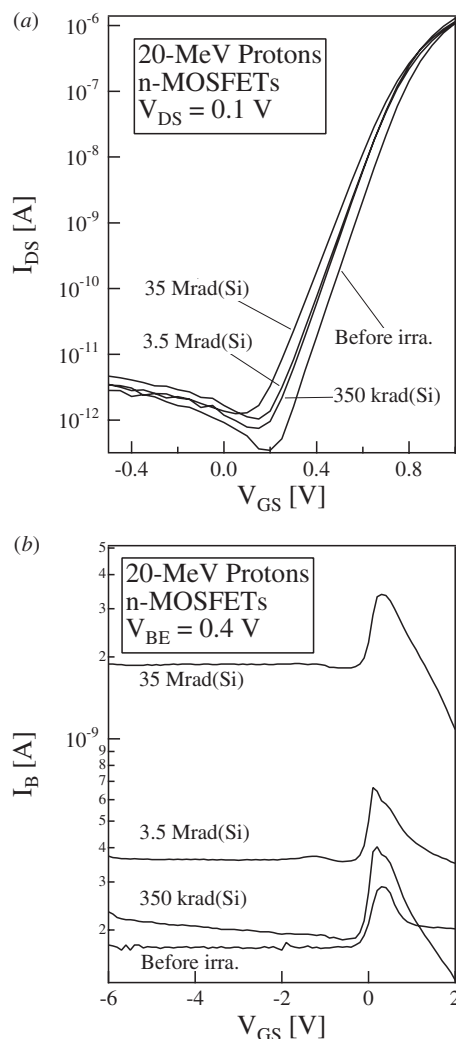 (a)
10⁻⁶
20-MeV Protons
n-MOSFETs
V_DS = 0.1 V
10⁻⁷
10⁻⁸
I_DS [A]
10⁻⁹
10⁻¹⁰
35 Mrad(Si)
3.5 Mrad(Si)
Before irra.
10⁻¹¹
350 krad(Si)
10⁻¹²
-0.4 0.0 0.4 0.8
V_GS [V]
(b)
5
20-MeV Protons
n-MOSFETs
V_BE = 0.4 V
4
3
2
35 Mrad(Si)
I_B [A]
10⁻⁹
9
8
7
6
5
3.5 Mrad(Si)
4
3
350 krad(Si)
2
Before irra.
-6 -4 -2 0 2
V_GS [V]